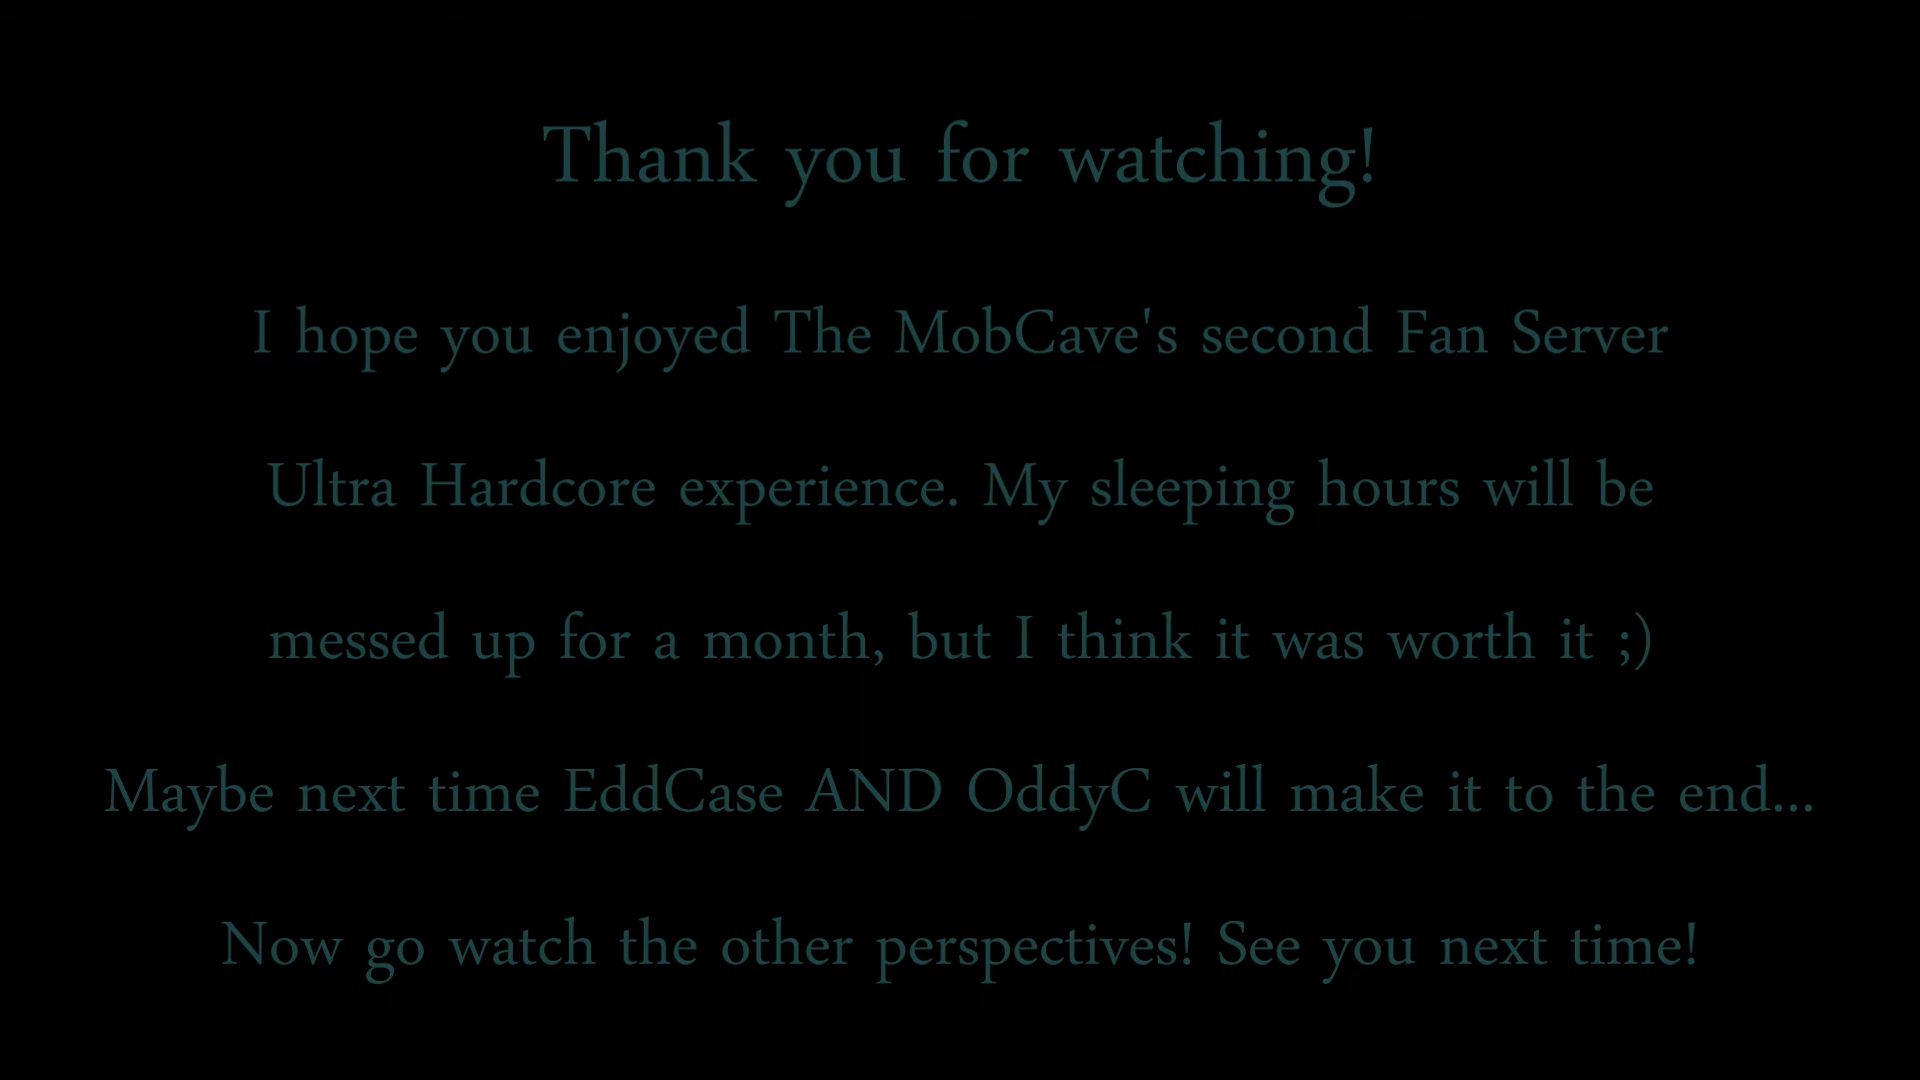 Thank you for watching!
I hope you enjoyed The MobCave's second Fan Server
Ultra Hardcore experience. My sleeping hours will be
messed up for a month, but I think it was worth it ;)
Maybe next time EddCase AND OddyC will make it to the end...
Now go watch the other perspectives! See you next time!